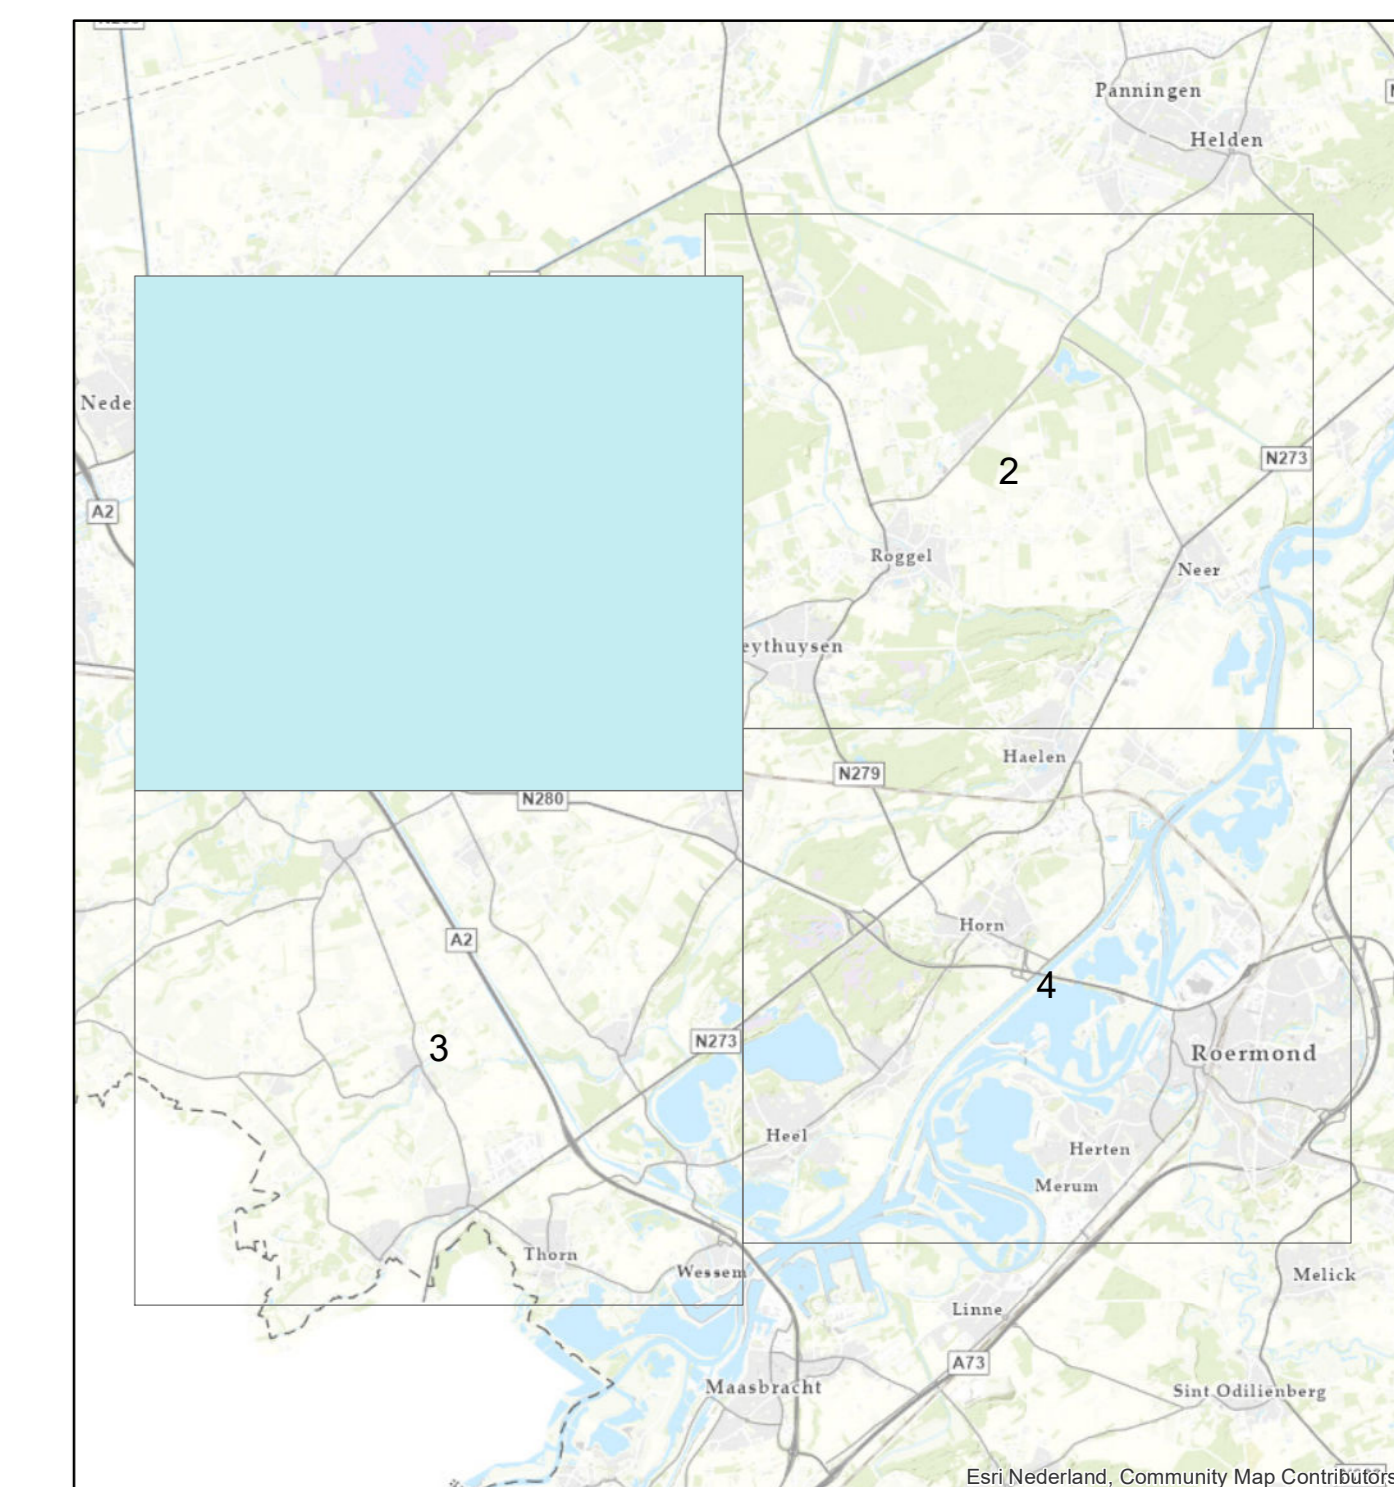 Panningen
Helden
Nede
2
N273
A2
Roggel
Neer
eythuysen
Haelen
N279
N280
Horn
A2
4
N273
3
Roermond
Heel
Herten
Merum
Thorn
Wessem
Melick
Linne
A73
Maasbracht
Sint Odilienberg
Esri Nederland, Community Map Contributors